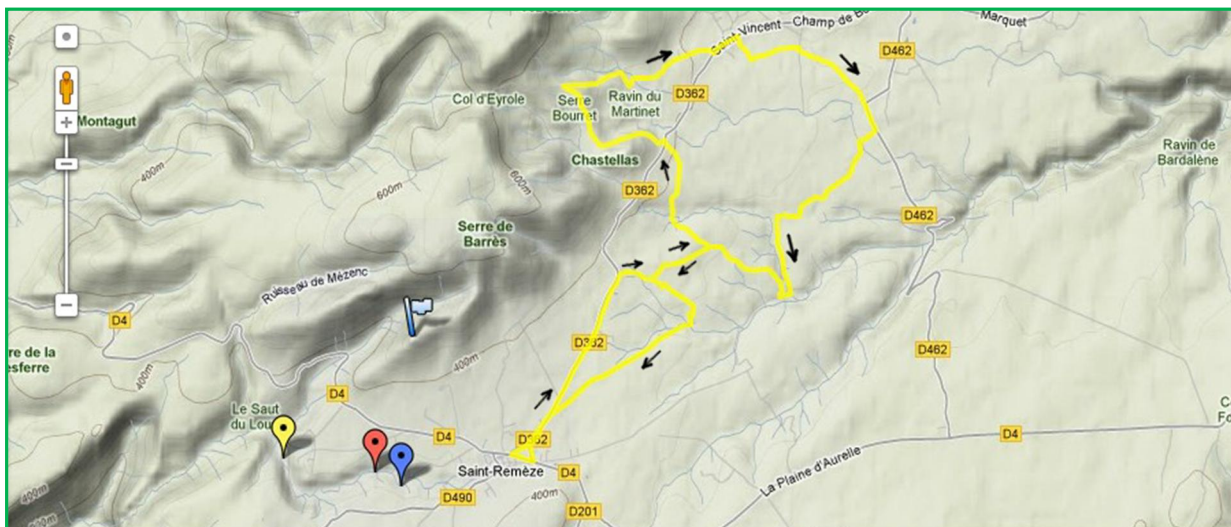 Saint-Vincent-Champ de Bo
Marquet
D462
D362
Col d'Eyrole
Serre
Bourret
Ravin du
Martinet
Montagut
400m
Chastellas
Ravin de
Bardalène
600m
600m
D362
D462
Serre de
Barrès
Ruisseau de Mézenc
D4
D362
D462
re de la
esferre
400m
400m
D4
Le Saut
du Lou
D4
D362
D4
Saint-Remèze
D4
La Plaine d'Aurelle
D490
400m
D201
400m
400m